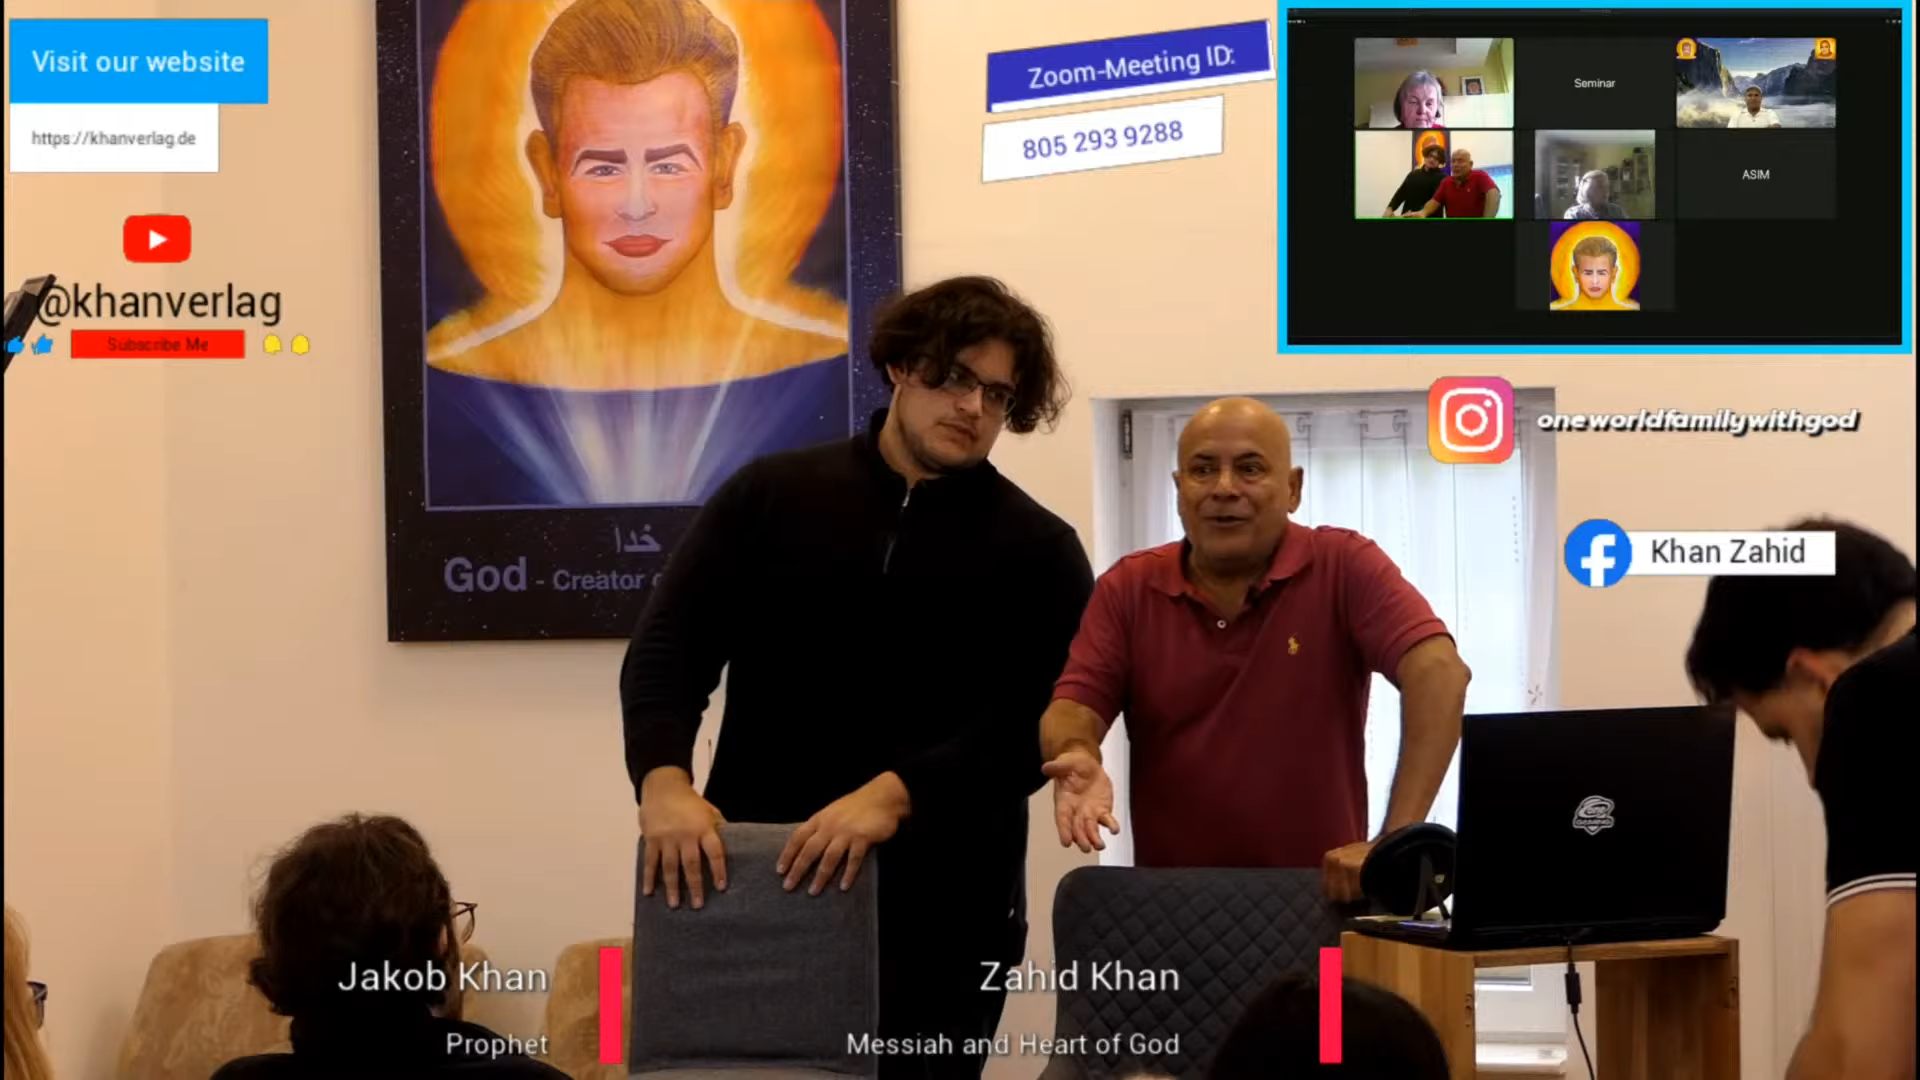 Visit our website
https://khanverlag.de
@khanverlag
Subscribe Me
Zoom-Meeting ID:
805 293 9288
Seminar
ASIM
oneworldfamilywithgod
Khan Zahid
خدا
God - Creator
Jakob Khan
Prophet
Zahid Khan
Messiah and Heart of God